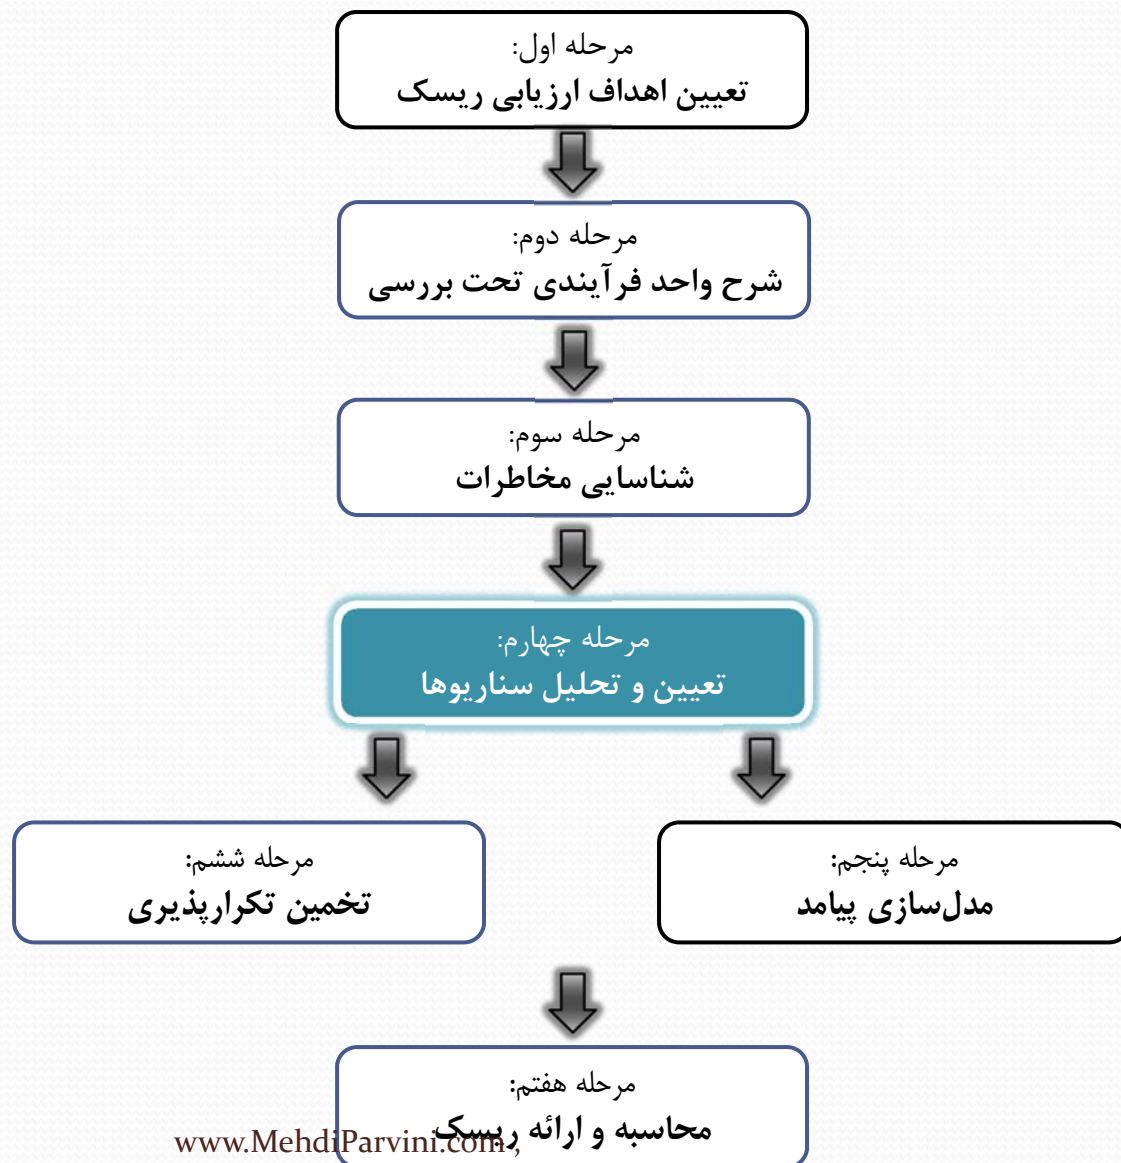 مرحله اول:
تعیین اهداف ارزیابی ریسک
مرحله دوم:
شرح واحد فرآیندی تحت بررسی
مرحله سوم:
شناسایی مخاطرات
مرحله چهارم:
تعیین و تحلیل سناریوها
مرحله پنجم:
مدل‌سازی پیامد
مرحله ششم:
تخمین تکرارپذیری
مرحله هفتم:
محاسبه و ارائه ریسک
www.MehdiParvini.com ,